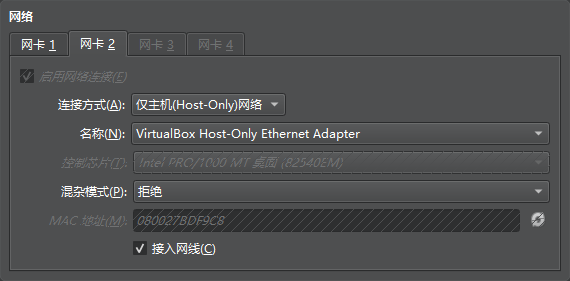 网络
网卡 1 网卡 2 网卡 3 网卡 4
启用网络连接(E)
连接方式(A): 仅主机(Host-Only)网络
名称(N): VirtualBox Host-Only Ethernet Adapter
控制芯片(T): Intel PRO/1000 MT 桌面 (82540EM)
混杂模式(P): 拒绝
MAC 地址(M): 080027BDF9C8
接入网线(C)